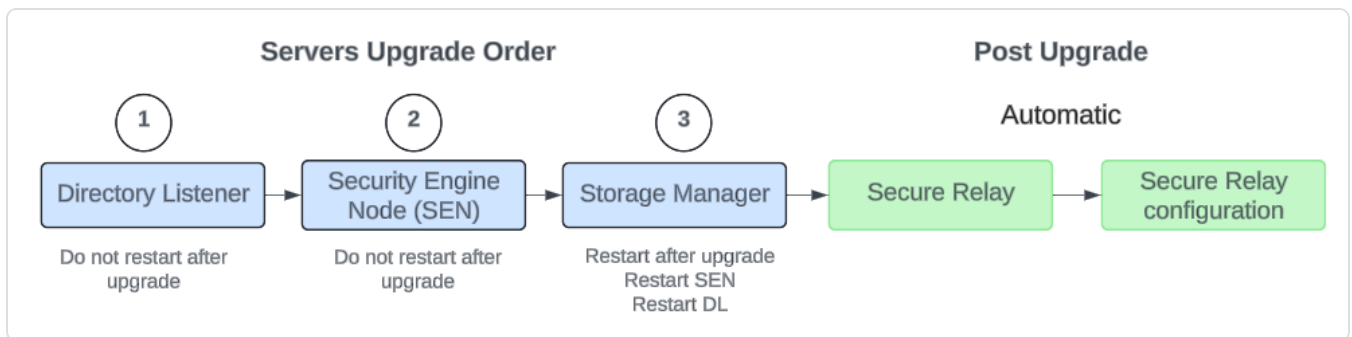 Servers Upgrade Order
Post Upgrade
1
2
3
Automatic
Directory Listener
Security Engine
Node (SEN)
Storage Manager
Secure Relay
Secure Relay
configuration
Do not restart after
upgrade
Do not restart after
upgrade
Restart after upgrade
Restart SEN
Restart DL